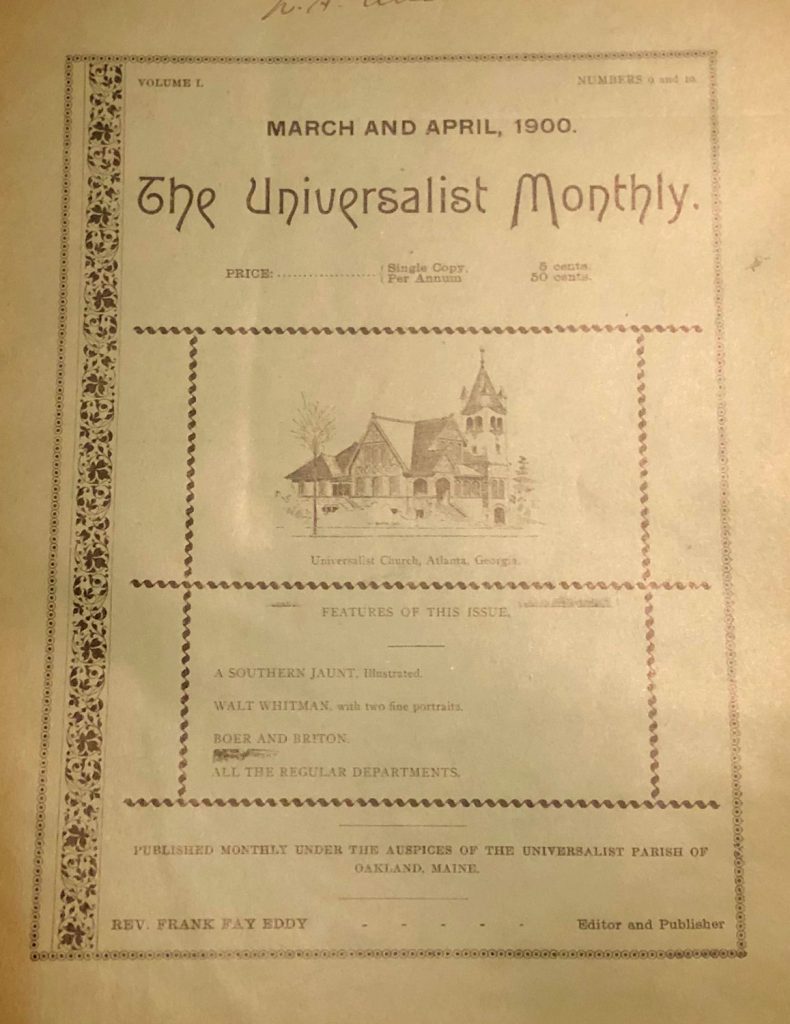 VOLUME I.
NUMBERS 9 and 10.
MARCH AND APRIL, 1900.
The Universalist Monthly.
PRICE:.................. Single Copy, 5 cents.
Per Annum 50 cents.
Universalist Church, Atlanta, Georgia.
FEATURES OF THIS ISSUE.
A SOUTHERN JAUNT. Illustrated.
WALT WHITMAN, with two fine portraits.
BOER AND BRITON.
ALL THE REGULAR DEPARTMENTS.
PUBLISHED MONTHLY UNDER THE AUSPICES OF THE UNIVERSALIST PARISH OF
OAKLAND, MAINE.
REV. FRANK FAY EDDY - - - - - Editor and Publisher